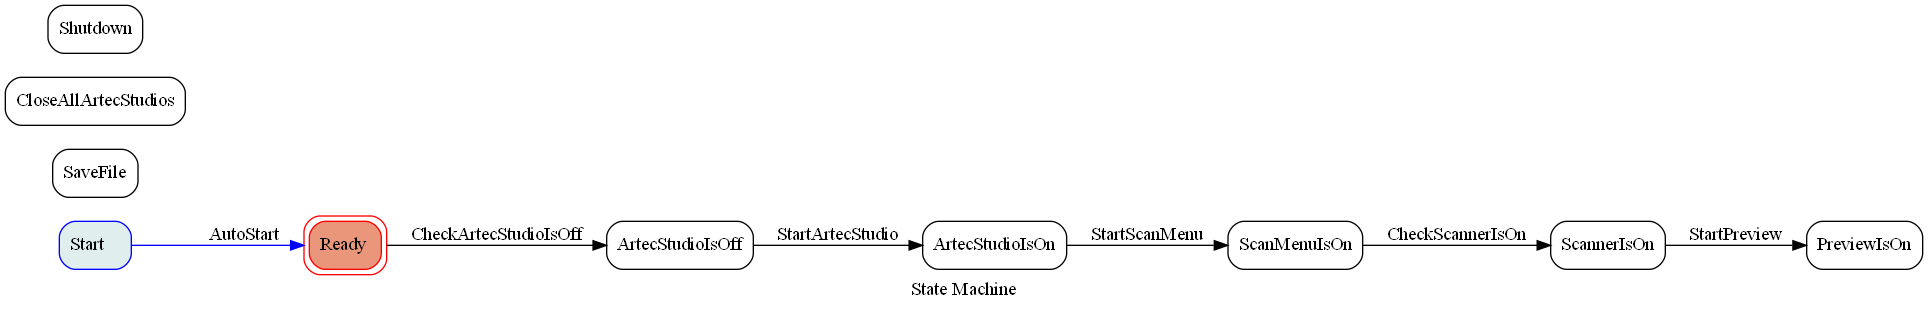 Shutdown
CloseAllArtecStudios
SaveFile
Start
AutoStart
Ready
CheckArtecStudioIsOff
ArtecStudioIsOff
StartArtecStudio
ArtecStudioIsOn
StartScanMenu
ScanMenuIsOn
CheckScannerIsOn
ScannerIsOn
StartPreview
PreviewIsOn
State Machine